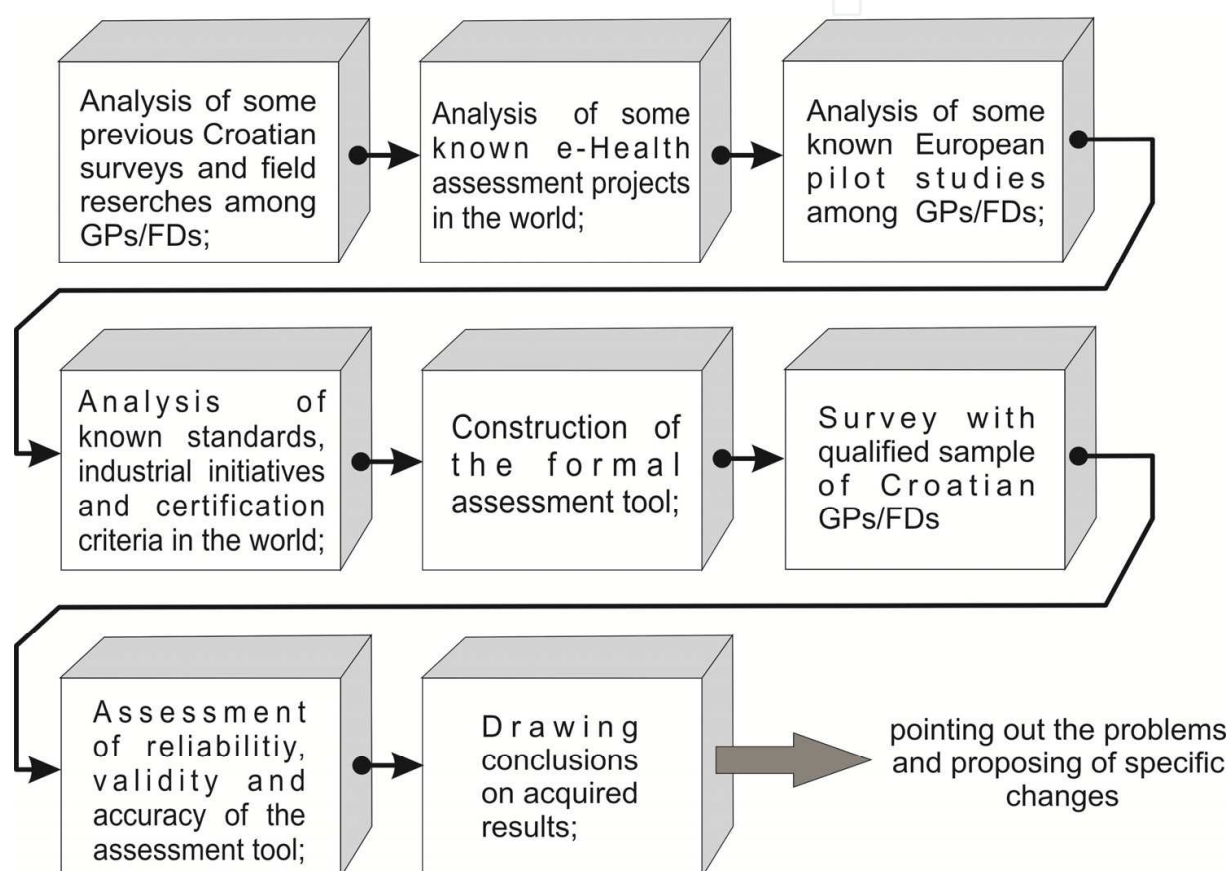 Analysis of some
previous Croatian
surveys and field
reserches among
GPs/FDs;
Analysis of some
known e-Health
assessment projects
in the world;
Analysis of some
known European
pilot studies
among GPs/FDs;
Analysis of
known standards,
industrial initiatives
and certification
criteria in the world;
Construction of
the formal
assessment tool;
Survey with
qualified sample
of Croatian
GPs/FDs
Assessment
of reliabilitiy,
validity and
accuracy of the
assessment tool;
Drawing
conclusions
on acquired
results;
pointing out the problems
and proposing of specific
changes